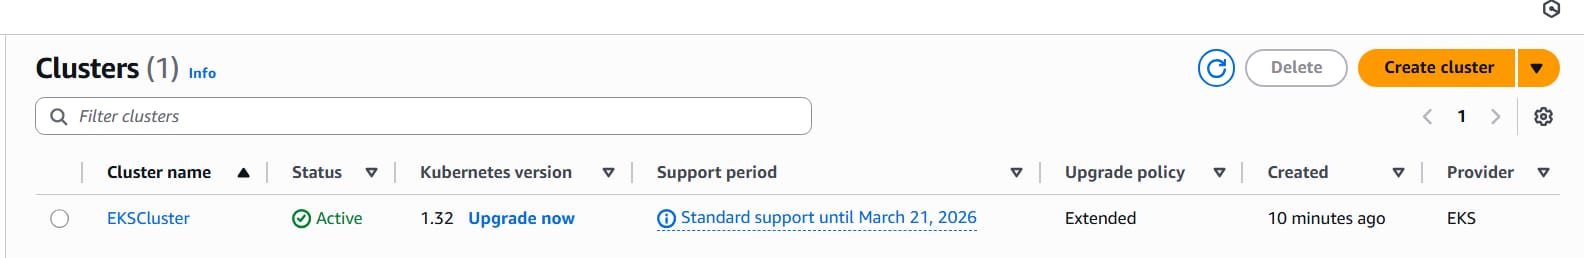 Clusters (1) Info
Delete
Create cluster
Filter clusters
1
Cluster name Status Kubernetes version Support period Upgrade policy Created Provider
EKSCluster Active 1.32 Upgrade now Standard support until March 21, 2026 Extended 10 minutes ago EKS